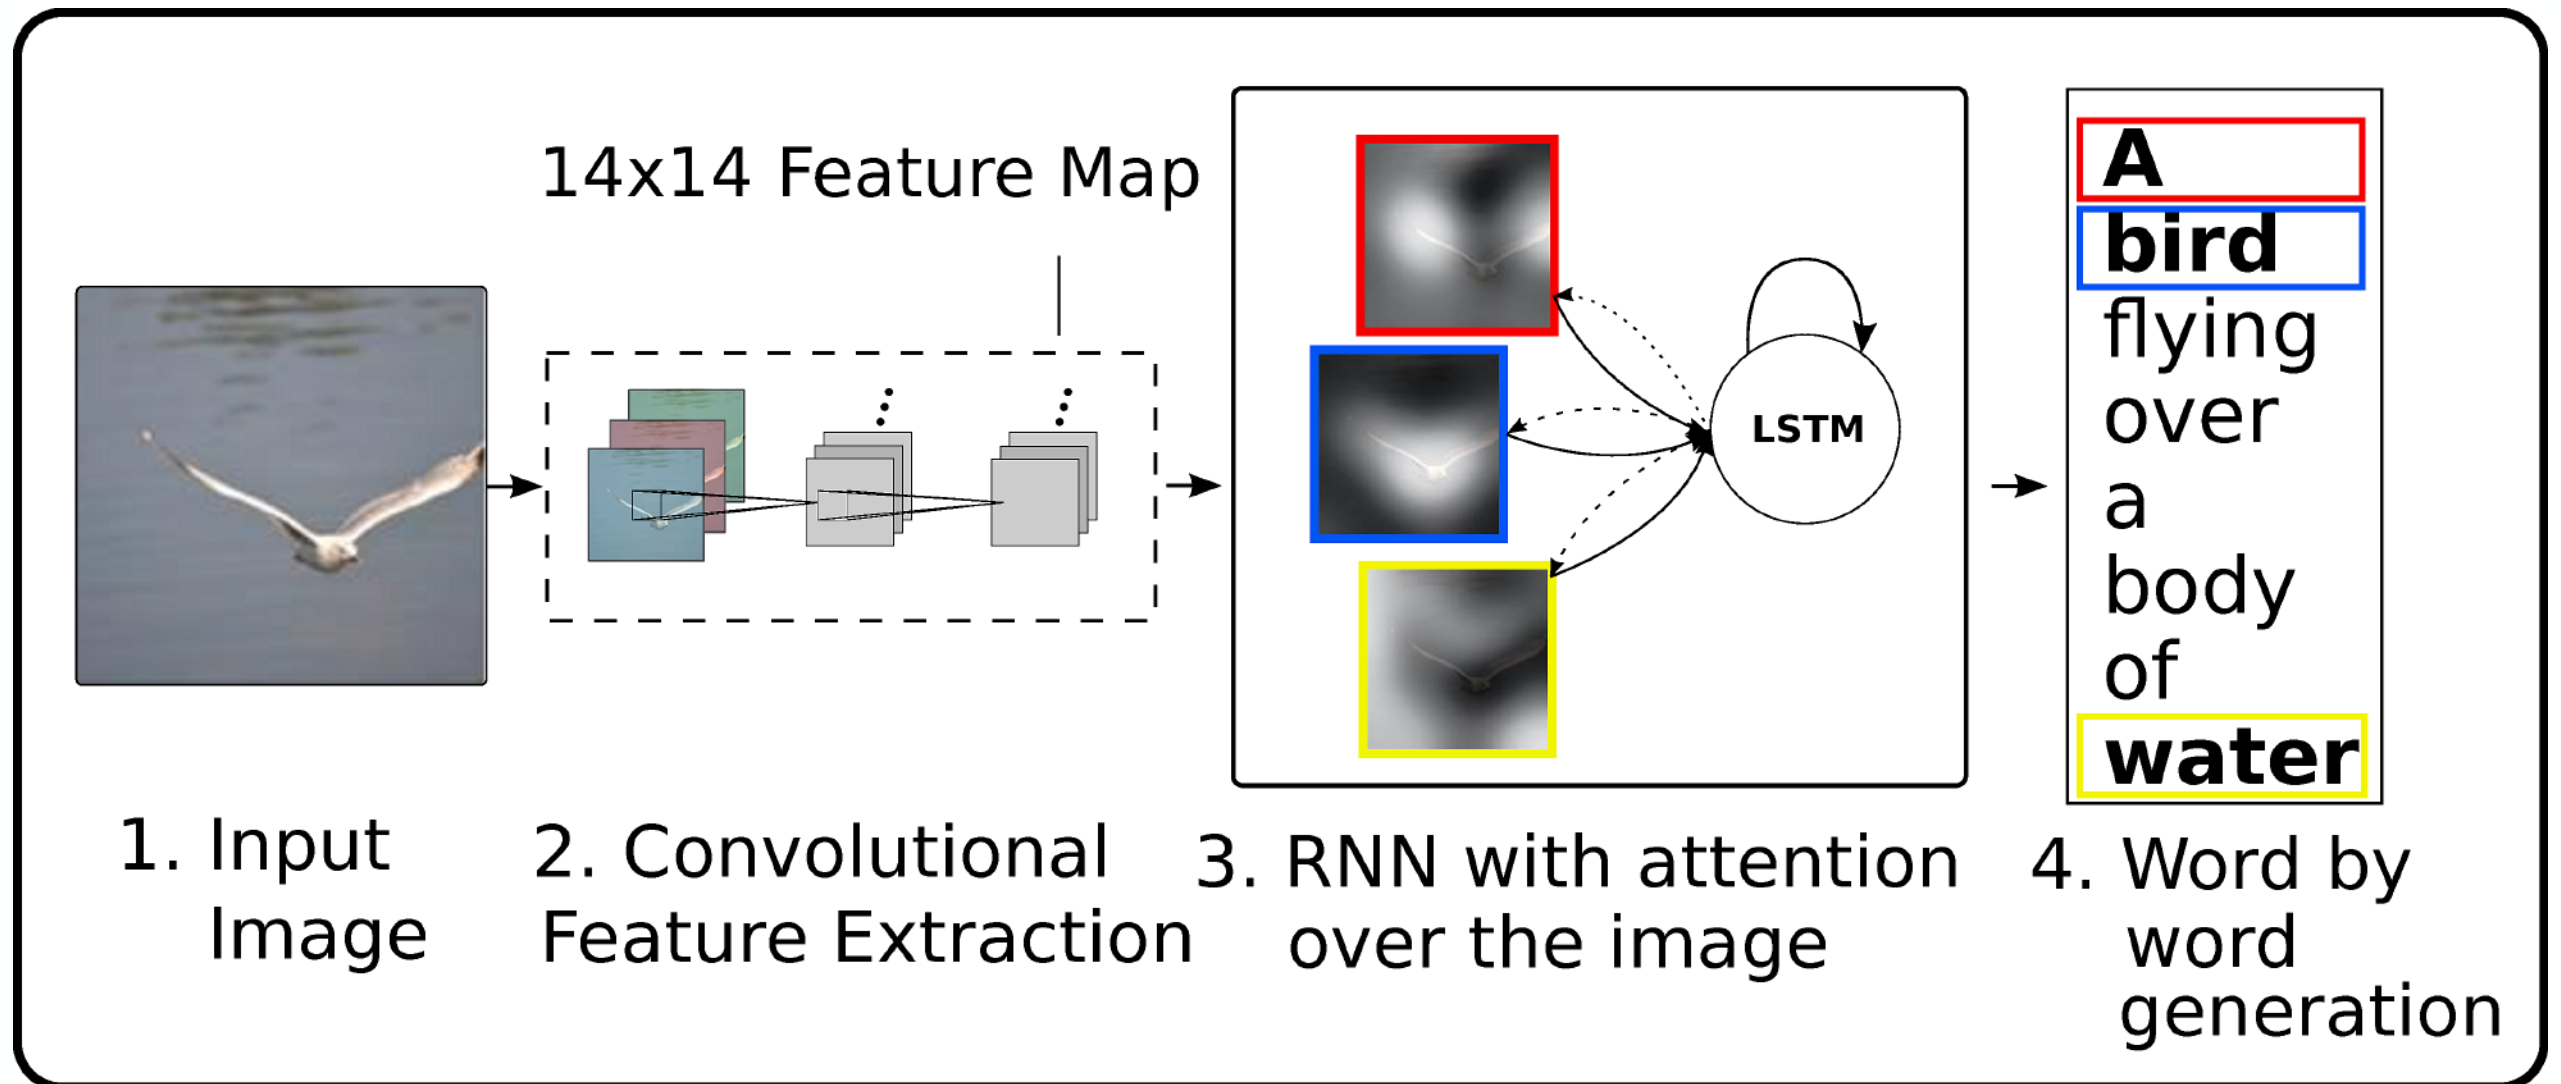 14x14 Feature Map
LSTM
A
bird
flying
over
a
body
of
water
1. Input
Image
2. Convolutional
Feature Extraction
3. RNN with attention
over the image
4. Word by
word
generation